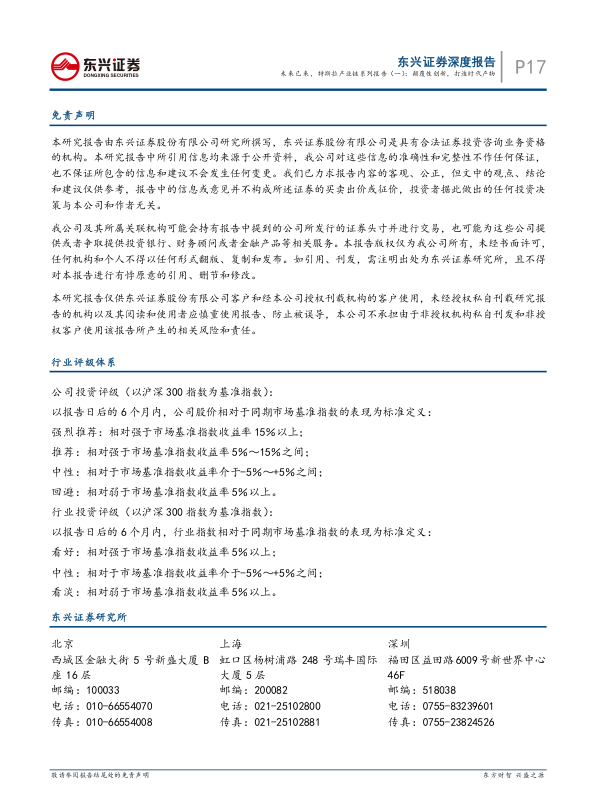 东兴证券
DONGXING SECURITIES
东兴证券深度报告
未来已来，特斯拉产业链系列报告（一）：颠覆性创新，打造时代产物
P17
免责声明
本研究报告由东兴证券股份有限公司研究所撰写，东兴证券股份有限公司是具有合法证券投资咨询业务资格
的机构。本研究报告中所引用信息均来源于公开资料，我公司对这些信息的准确性和完整性不作任何保证，
也不保证所包含的信息和建议不会发生任何变更。我们已力求报告内容的客观、公正，但文中的观点、结论
和建议仅供参考，报告中的信息或意见并不构成所述证券的买卖出价或征价，投资者据此做出的任何投资决
策与本公司和作者无关。
我公司及其所属关联机构可能会持有报告中提到的公司所发行的证券头寸并进行交易，也可能为这些公司提
供或者争取提供投资银行、财务顾问或者金融产品等相关服务。本报告版权仅为我公司所有，未经书面许可，
任何机构和个人不得以任何形式翻版、复制和发布。如引用、刊发，需注明出处为东兴证券研究所，且不得
对本报告进行有悖原意的引用、删节和修改。
本研究报告仅供东兴证券股份有限公司客户和经本公司授权刊载机构的客户使用，未经授权私自刊载研究报
告的机构以及其阅读和使用者应慎重使用报告、防止被误导，本公司不承担由于非授权机构私自刊发和非授
权客户使用该报告所产生的相关风险和责任。
行业评级体系
公司投资评级（以沪深 300 指数为基准指数）：
以报告日后的 6 个月内，公司股价相对于同期市场基准指数的表现为标准定义：
强烈推荐：相对强于市场基准指数收益率 15％以上；
推荐：相对强于市场基准指数收益率 5％～15％之间；
中性：相对于市场基准指数收益率介于-5％～+5％之间；
回避：相对弱于市场基准指数收益率 5％以上。
行业投资评级（以沪深 300 指数为基准指数）：
以报告日后的 6 个月内，行业指数相对于同期市场基准指数的表现为标准定义：
看好：相对强于市场基准指数收益率 5％以上；
中性：相对于市场基准指数收益率介于-5％～+5％之间；
看淡：相对弱于市场基准指数收益率 5％以上。
东兴证券研究所
北京
西城区金融大街 5 号新盛大厦 B
座 16 层
邮编：100033
电话：010-66554070
传真：010-66554008
上海
虹口区杨树浦路 248 号瑞丰国际
大厦 5 层
邮编：200082
电话：021-25102800
传真：021-25102881
深圳
福田区益田路 6009 号新世界中心
46F
邮编：518038
电话：0755-83239601
传真：0755-23824526
敬请参阅报告结尾处的免责声明
东方财智 兴盛之源